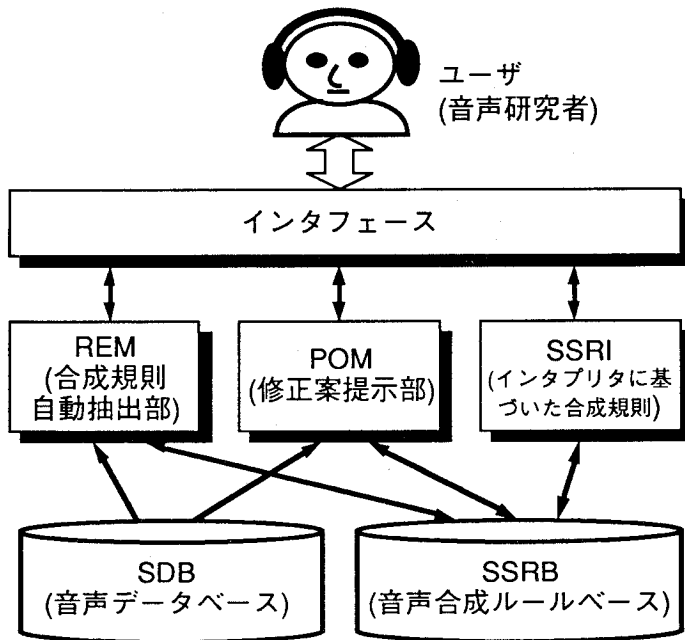 ユーザ
(音声研究者)
インタフェース
REM
(合成規則
自動抽出部)
POM
(修正案提示部)
SSRI
(インタプリタに基
づいた合成規則)
SDB
(音声データベース)
SSRB
(音声合成ルールベース)